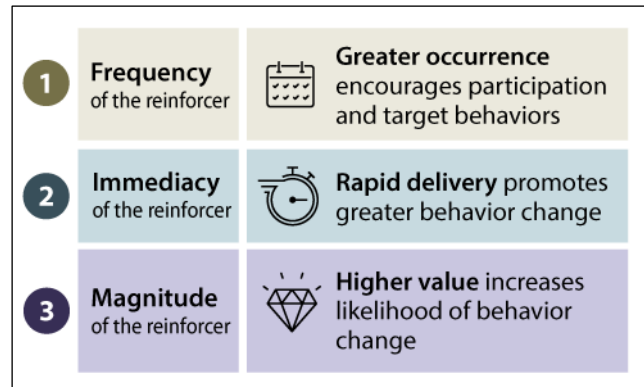 1
Frequency
of the reinforcer
Greater occurrence
encourages participation
and target behaviors
2
Immediacy
of the reinforcer
Rapid delivery promotes
greater behavior change
3
Magnitude
of the reinforcer
Higher value increases
likelihood of behavior
change